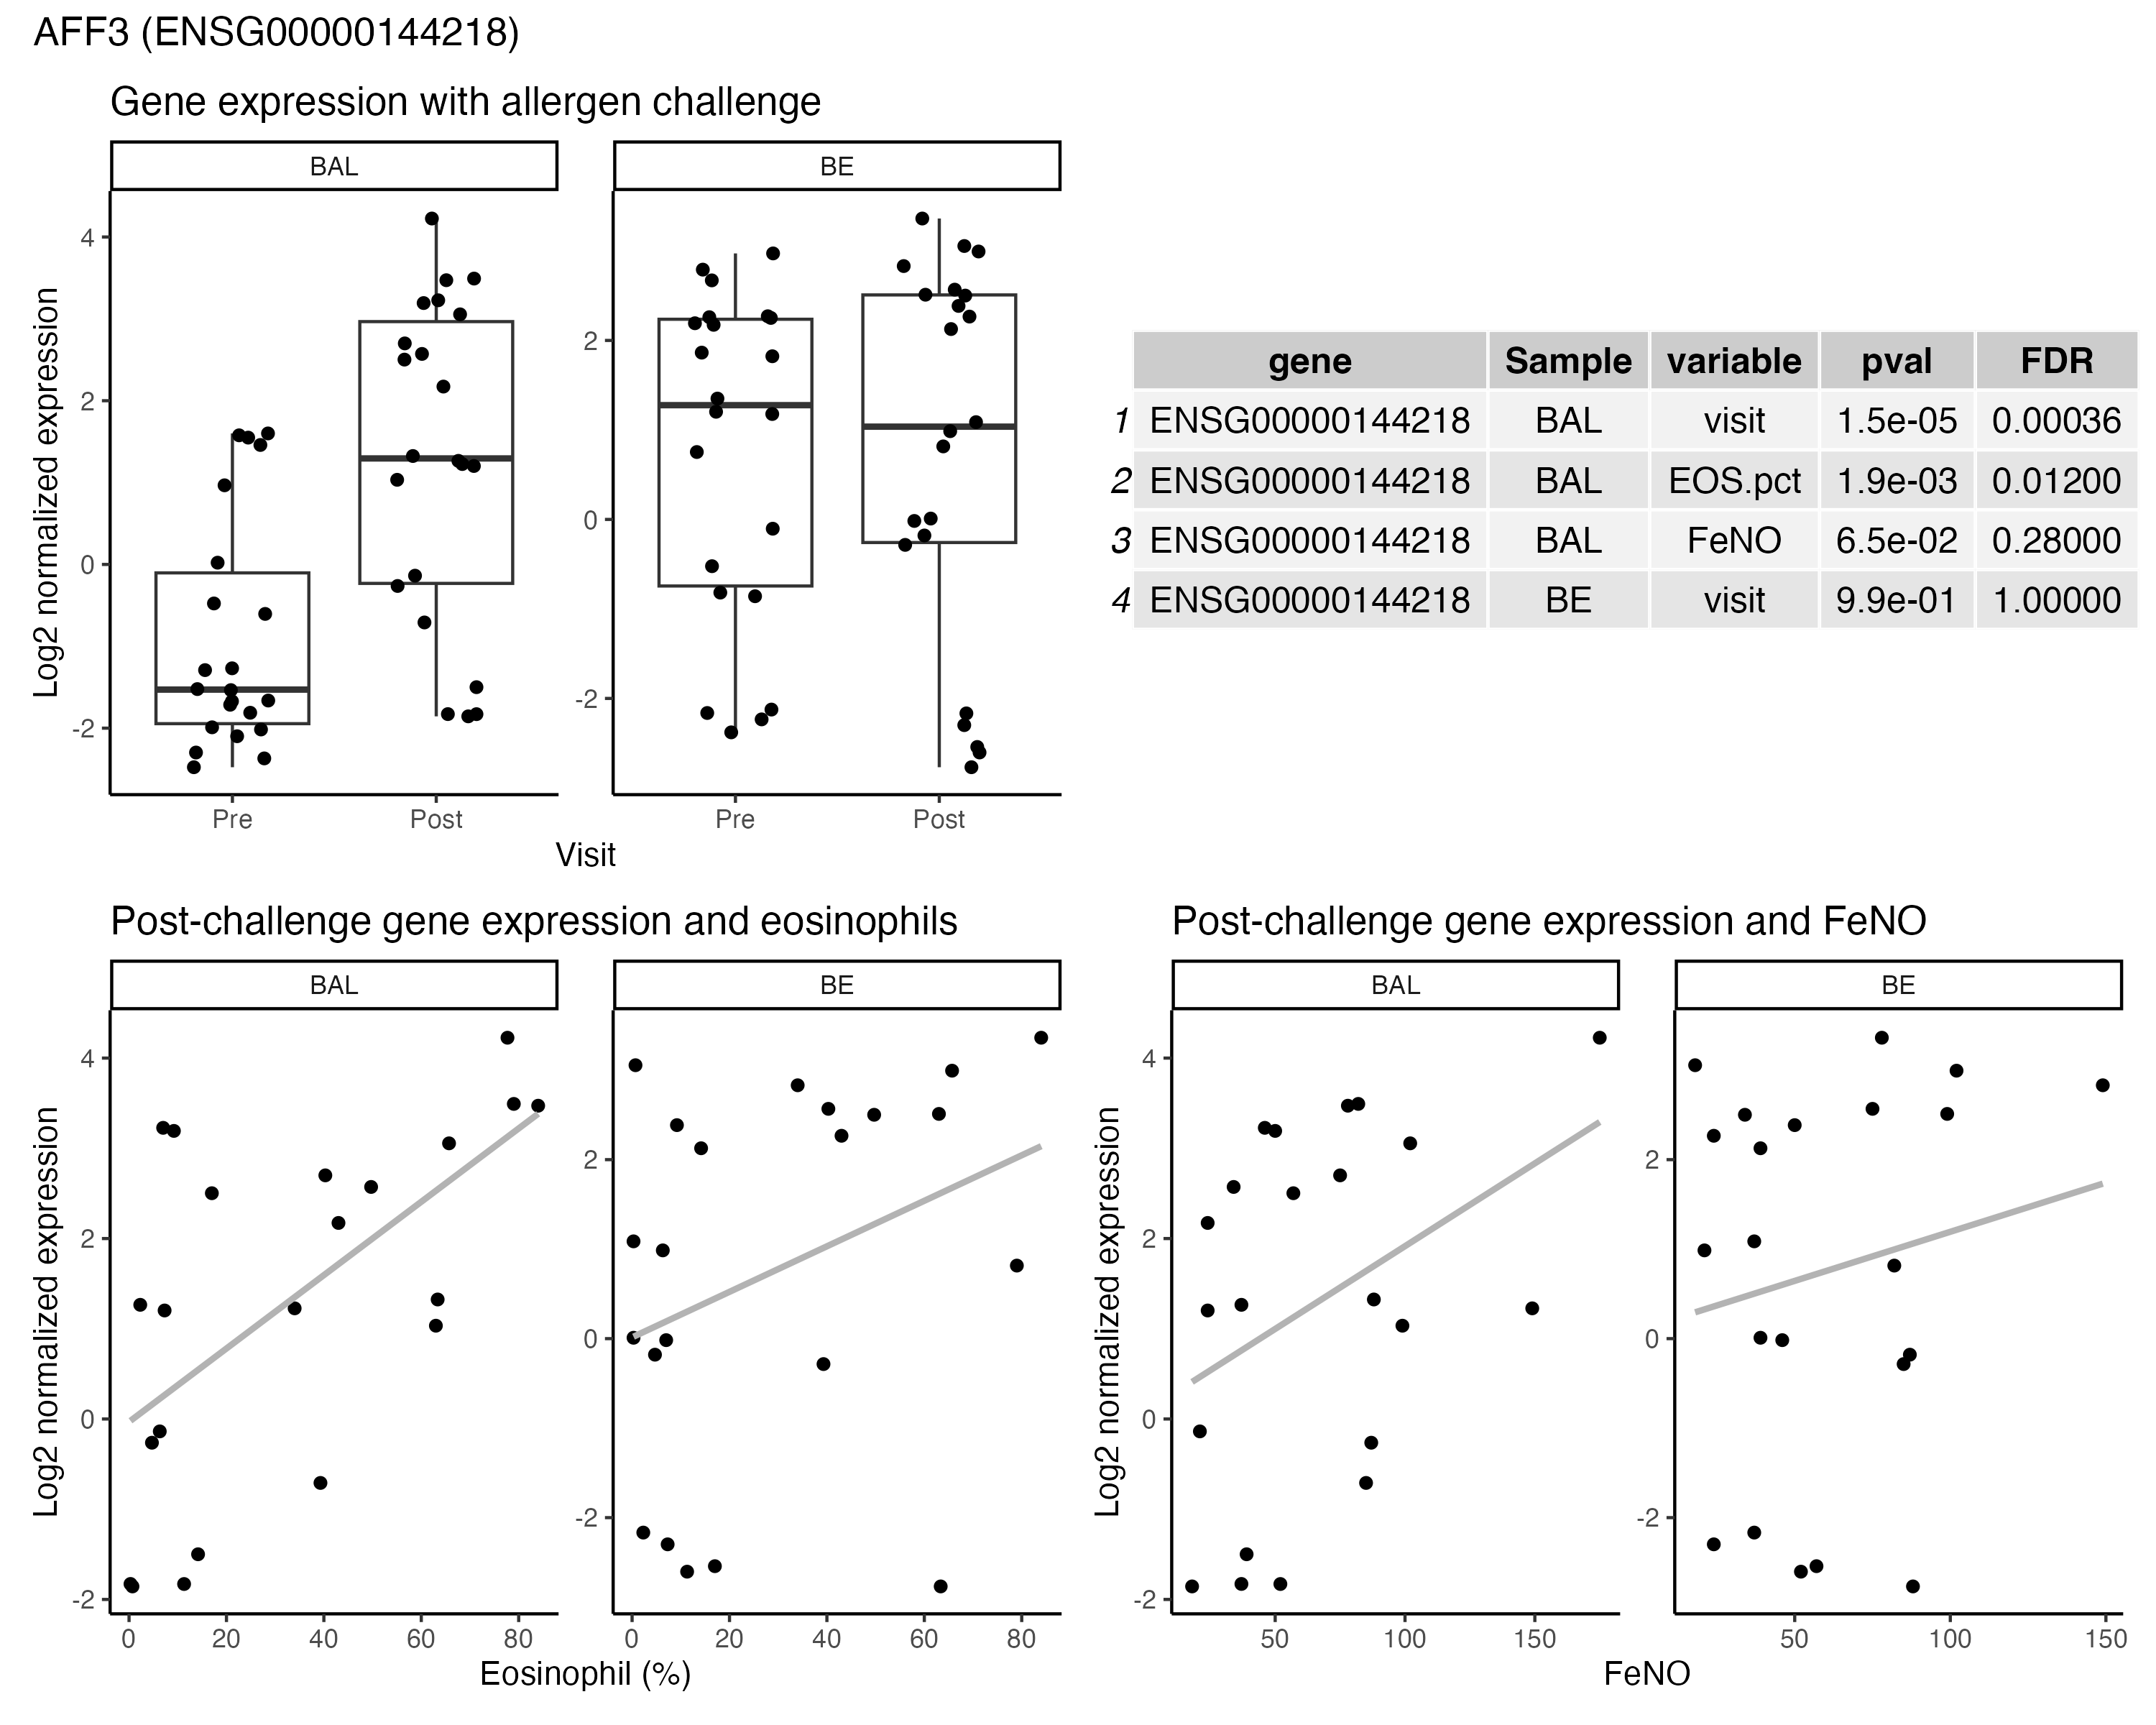 AFF3 (ENSG00000144218)
Gene expression with allergen challenge
BAL
BE
Log2 normalized expression
4
2
0
-2
2
0
-2
Pre
Post
Pre
Post
Visit
gene Sample variable pval FDR
1 ENSG00000144218 BAL visit 1.5e-05 0.00036
2 ENSG00000144218 BAL EOS.pct 1.9e-03 0.01200
3 ENSG00000144218 BAL FeNO 6.5e-02 0.28000
4 ENSG00000144218 BE visit 9.9e-01 1.00000
Post-challenge gene expression and eosinophils
BAL
BE
Log2 normalized expression
4
2
0
-2
2
0
-2
0 20 40 60 80
0 20 40 60 80
Eosinophil (%)
Post-challenge gene expression and FeNO
BAL
BE
Log2 normalized expression
4
2
0
-2
2
0
-2
50 100 150
50 100 150
FeNO